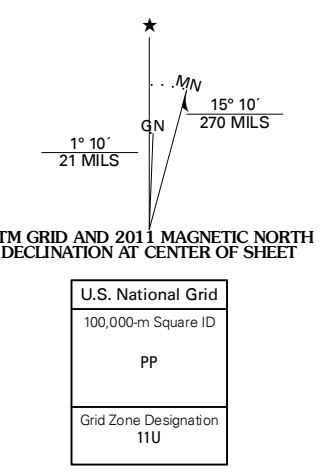 MN
GN
15° 10´
270 MILS
1° 10´
21 MILS
TM GRID AND 2011 MAGNETIC NORTH
DECLINATION AT CENTER OF SHEET
U.S. National Grid
100,000-m Square ID
PP
Grid Zone Designation
11U